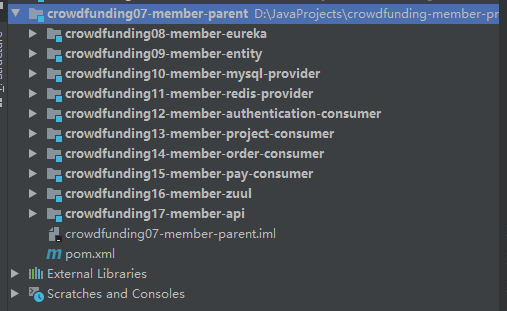 crowdfunding07-member-parent D:\JavaProjects\crowdfunding-member-pr
crowdfunding08-member-eureka
crowdfunding09-member-entity
crowdfunding10-member-mysql-provider
crowdfunding11-member-redis-provider
crowdfunding12-member-authentication-consumer
crowdfunding13-member-project-consumer
crowdfunding14-member-order-consumer
crowdfunding15-member-pay-consumer
crowdfunding16-member-zuul
crowdfunding17-member-api
crowdfunding07-member-parent.iml
pom.xml
External Libraries
Scratches and Consoles